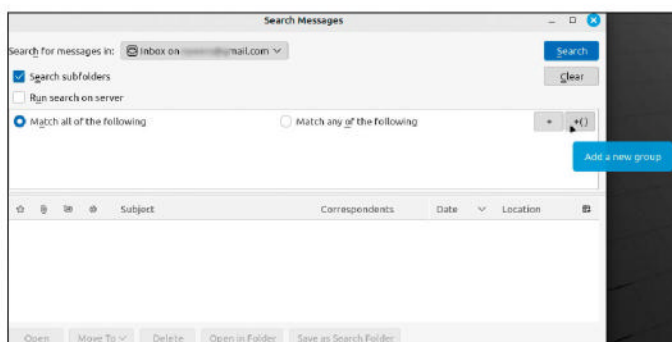 Search Messages
Search for messages in: Inbox on gmail.com
Search
Search subfolders
Clear
Run search on server
Match all of the following Match any of the following + +()
Add a new group
Subject Correspondents Date Location
Open Move To Delete Open in Folder Save as Search Folder